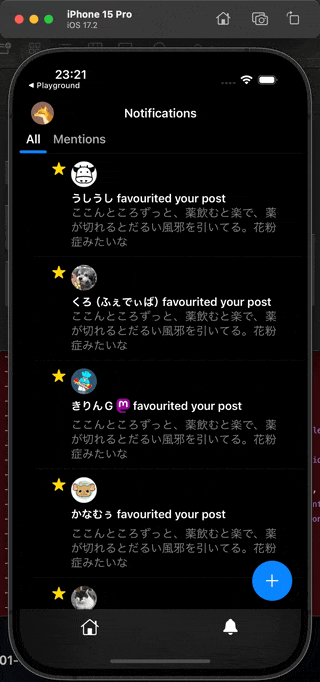 iPhone 15 Pro
iOS 17.2
23:21
Playground
Notifications
All Mentions
うしうし favourited your post
ここんところずっと、薬飲むと楽で、薬
が切れるとだるい風邪を引いてる。花粉
症みたいな
くろ (ふぇでぃば) favourited your post
ここんところずっと、薬飲むと楽で、薬
が切れるとだるい風邪を引いてる。花粉
症みたいな
きりんG favourited your post
ここんところずっと、薬飲むと楽で、薬
が切れるとだるい風邪を引いてる。花粉
症みたいな
かなむぅ favourited your post
ここんところずっと、薬飲むと楽で、薬
が切れるとだるい風邪を引いてる。花粉
症みたいな
01-